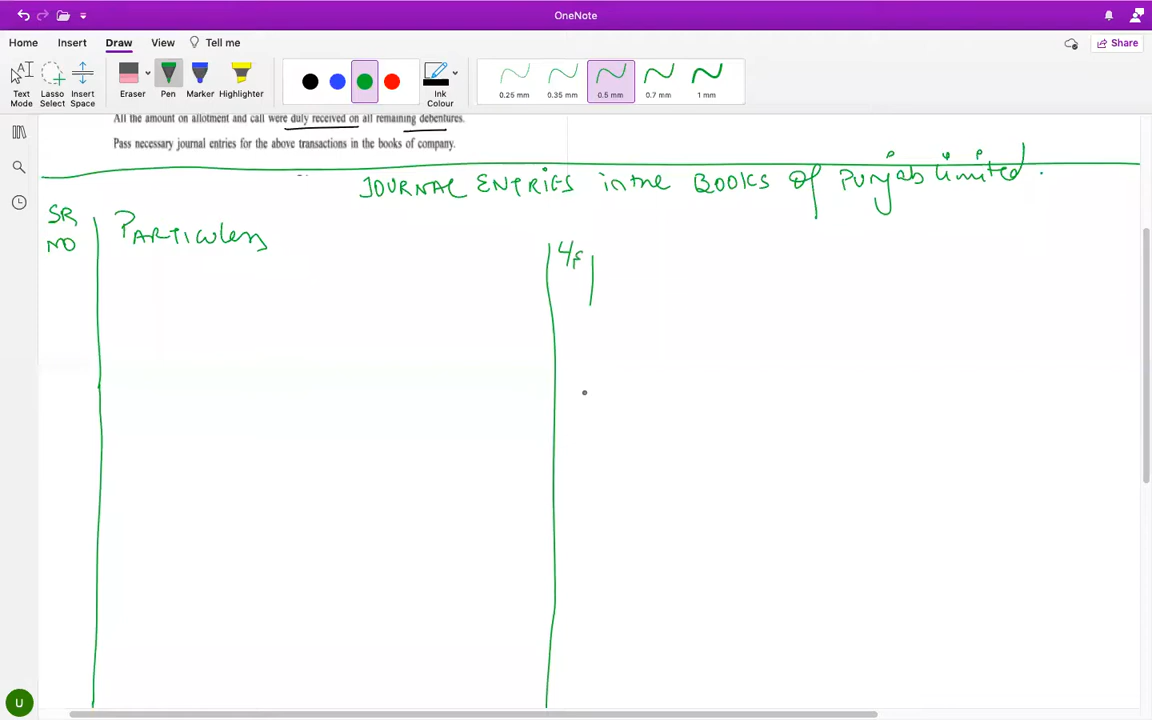 OneNote
Home Insert Draw View Tell me Share
Text Mode Lasso Select Insert Space Eraser Pen Marker Highlighter Ink Colour 0.25 mm 0.35 mm 0.5 mm 0.7 mm 1 mm
All the amount on allotment and call were duly received on all remaining debentures.
Pass necessary journal entries for the above transactions in the books of company.
JOURNAL ENTRIES in the BOOKS of Punjab limited.
SR NO Particulars
U